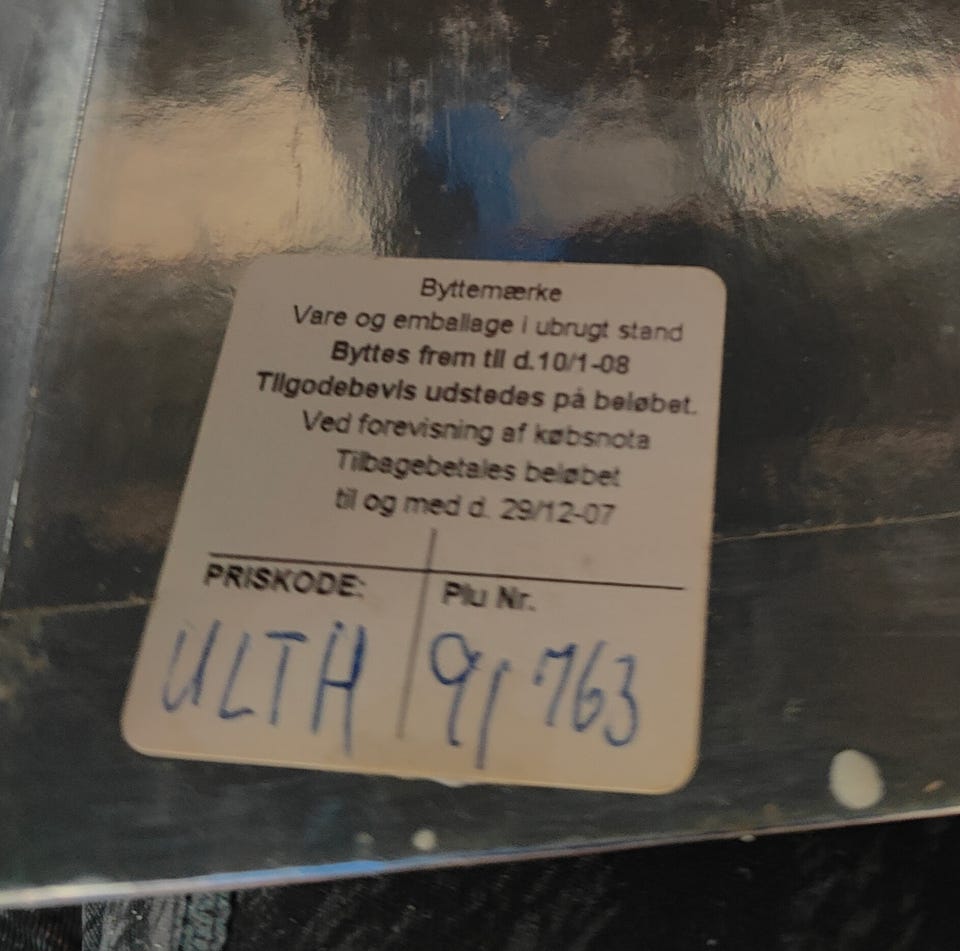 Byttemærke
Vare og emballage i ubrugt stand
Byttes frem til d.10/1-08
Tilgodebevis udstedes på beløbet.
Ved forevisning af købsnota
Tilbagebetales beløbet
til og med d. 29/12-07
PRISKODE: Plu Nr.
ULTH 91763